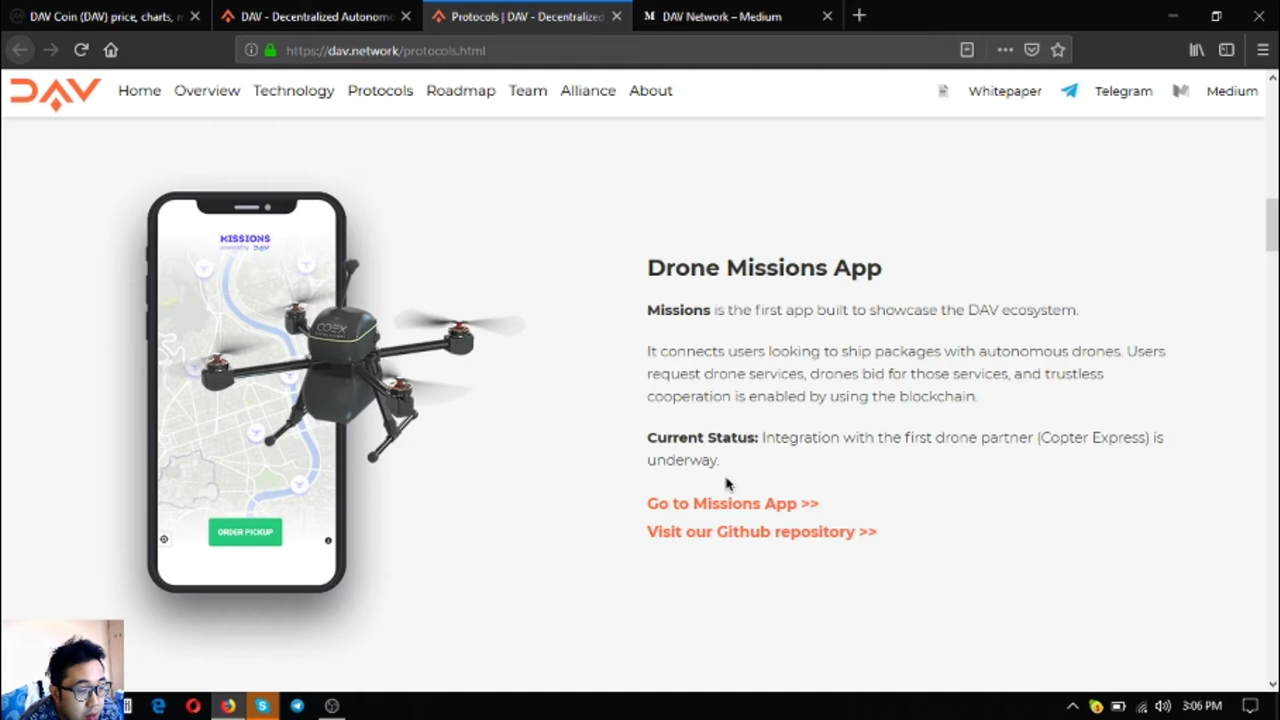 DAV Coin (DAV) price, charts, m
DAV - Decentralized Autonomo
Protocols | DAV - Decentralized
DAV Network – Medium
https://dav.network/protocols.html
DAV
Home Overview Technology Protocols Roadmap Team Alliance About Whitepaper Telegram Medium
MISSIONS
powered by DAV
COEX
ORDER PICKUP
Drone Missions App
Missions is the first app built to showcase the DAV ecosystem.
It connects users looking to ship packages with autonomous drones. Users
request drone services, drones bid for those services, and trustless
cooperation is enabled by using the blockchain.
Current Status: Integration with the first drone partner (Copter Express) is
underway.
Go to Missions App >>
Visit our Github repository >>
3:06 PM